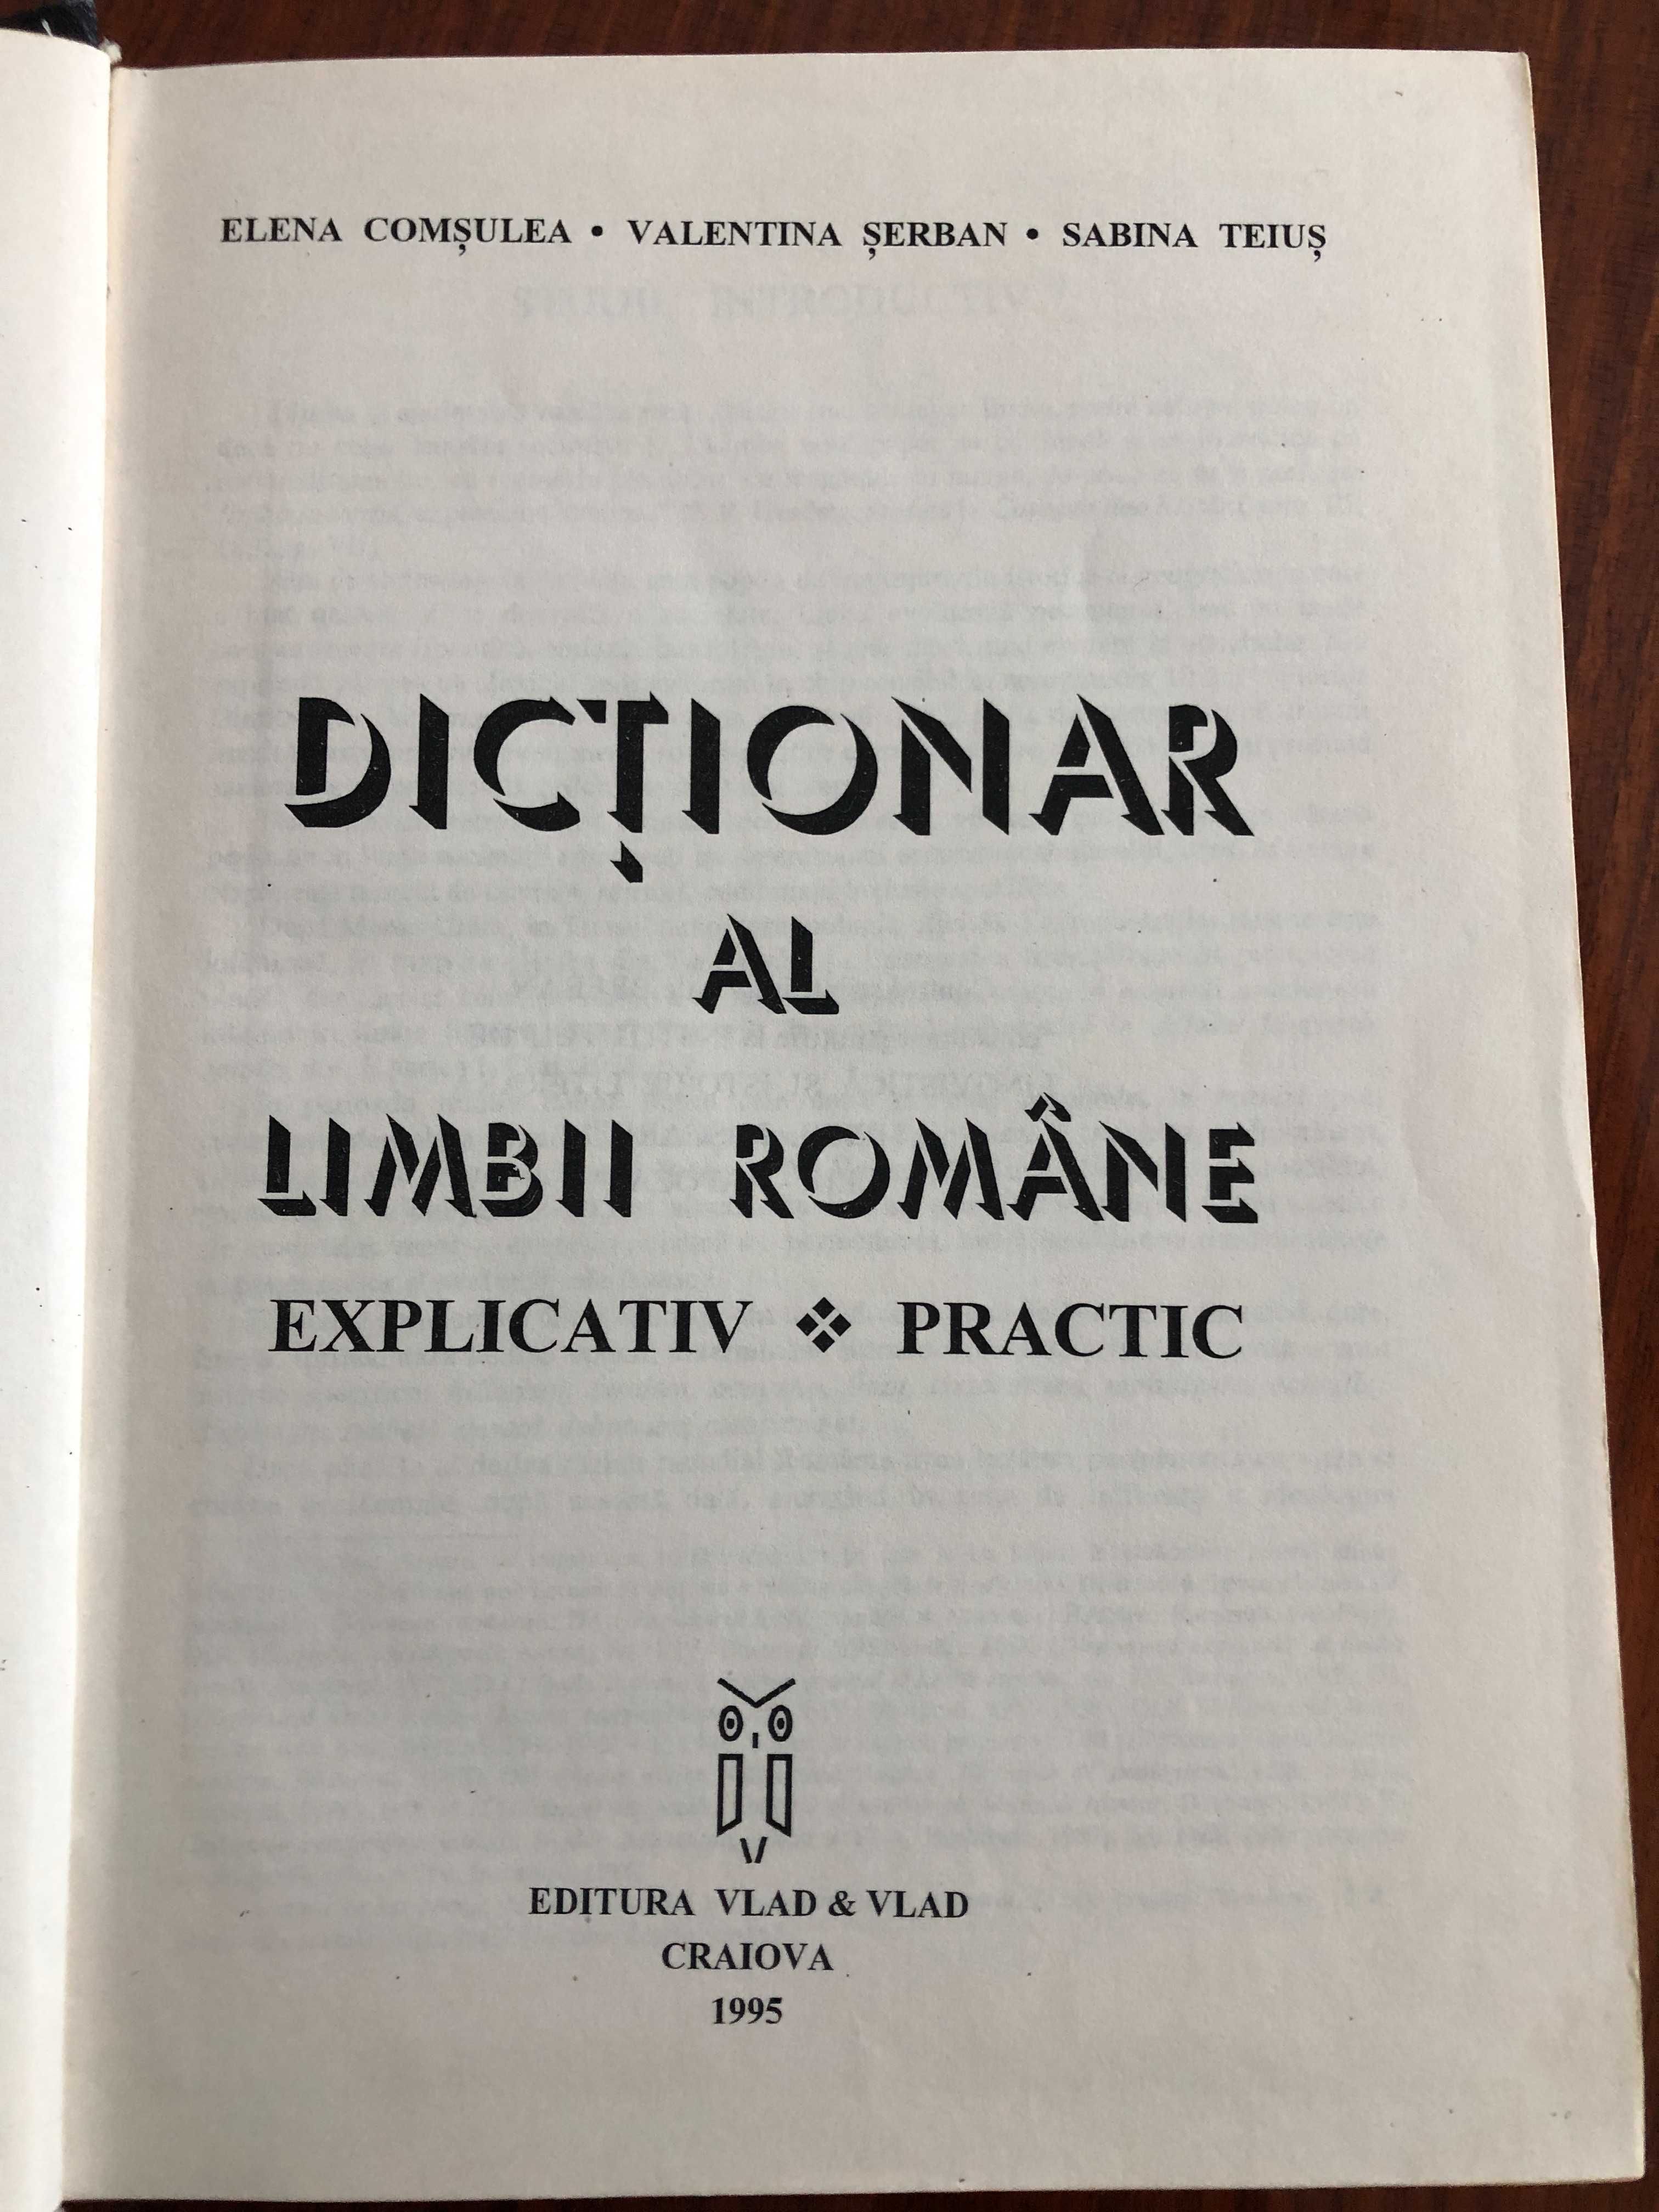 ELENA COMȘULEA • VALENTINA ȘERBAN • SABINA TEIUȘ
DICȚIONAR
AL
LIMBII ROMÂNE
EXPLICATIV ❖ PRACTIC
EDITURA VLAD & VLAD
CRAIOVA
1995